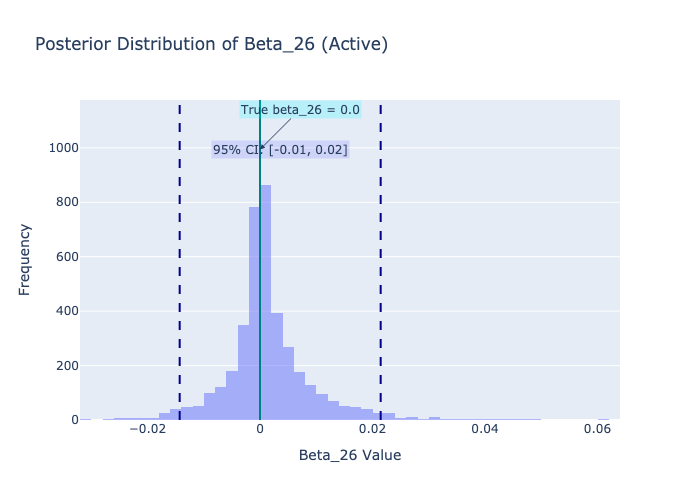 Posterior Distribution of Beta_26 (Active)
True beta_26 = 0.0
95% CI: [-0.01, 0.02]
1000
800
600
400
200
0
Frequency
−0.02
0
0.02
0.04
0.06
Beta_26 Value